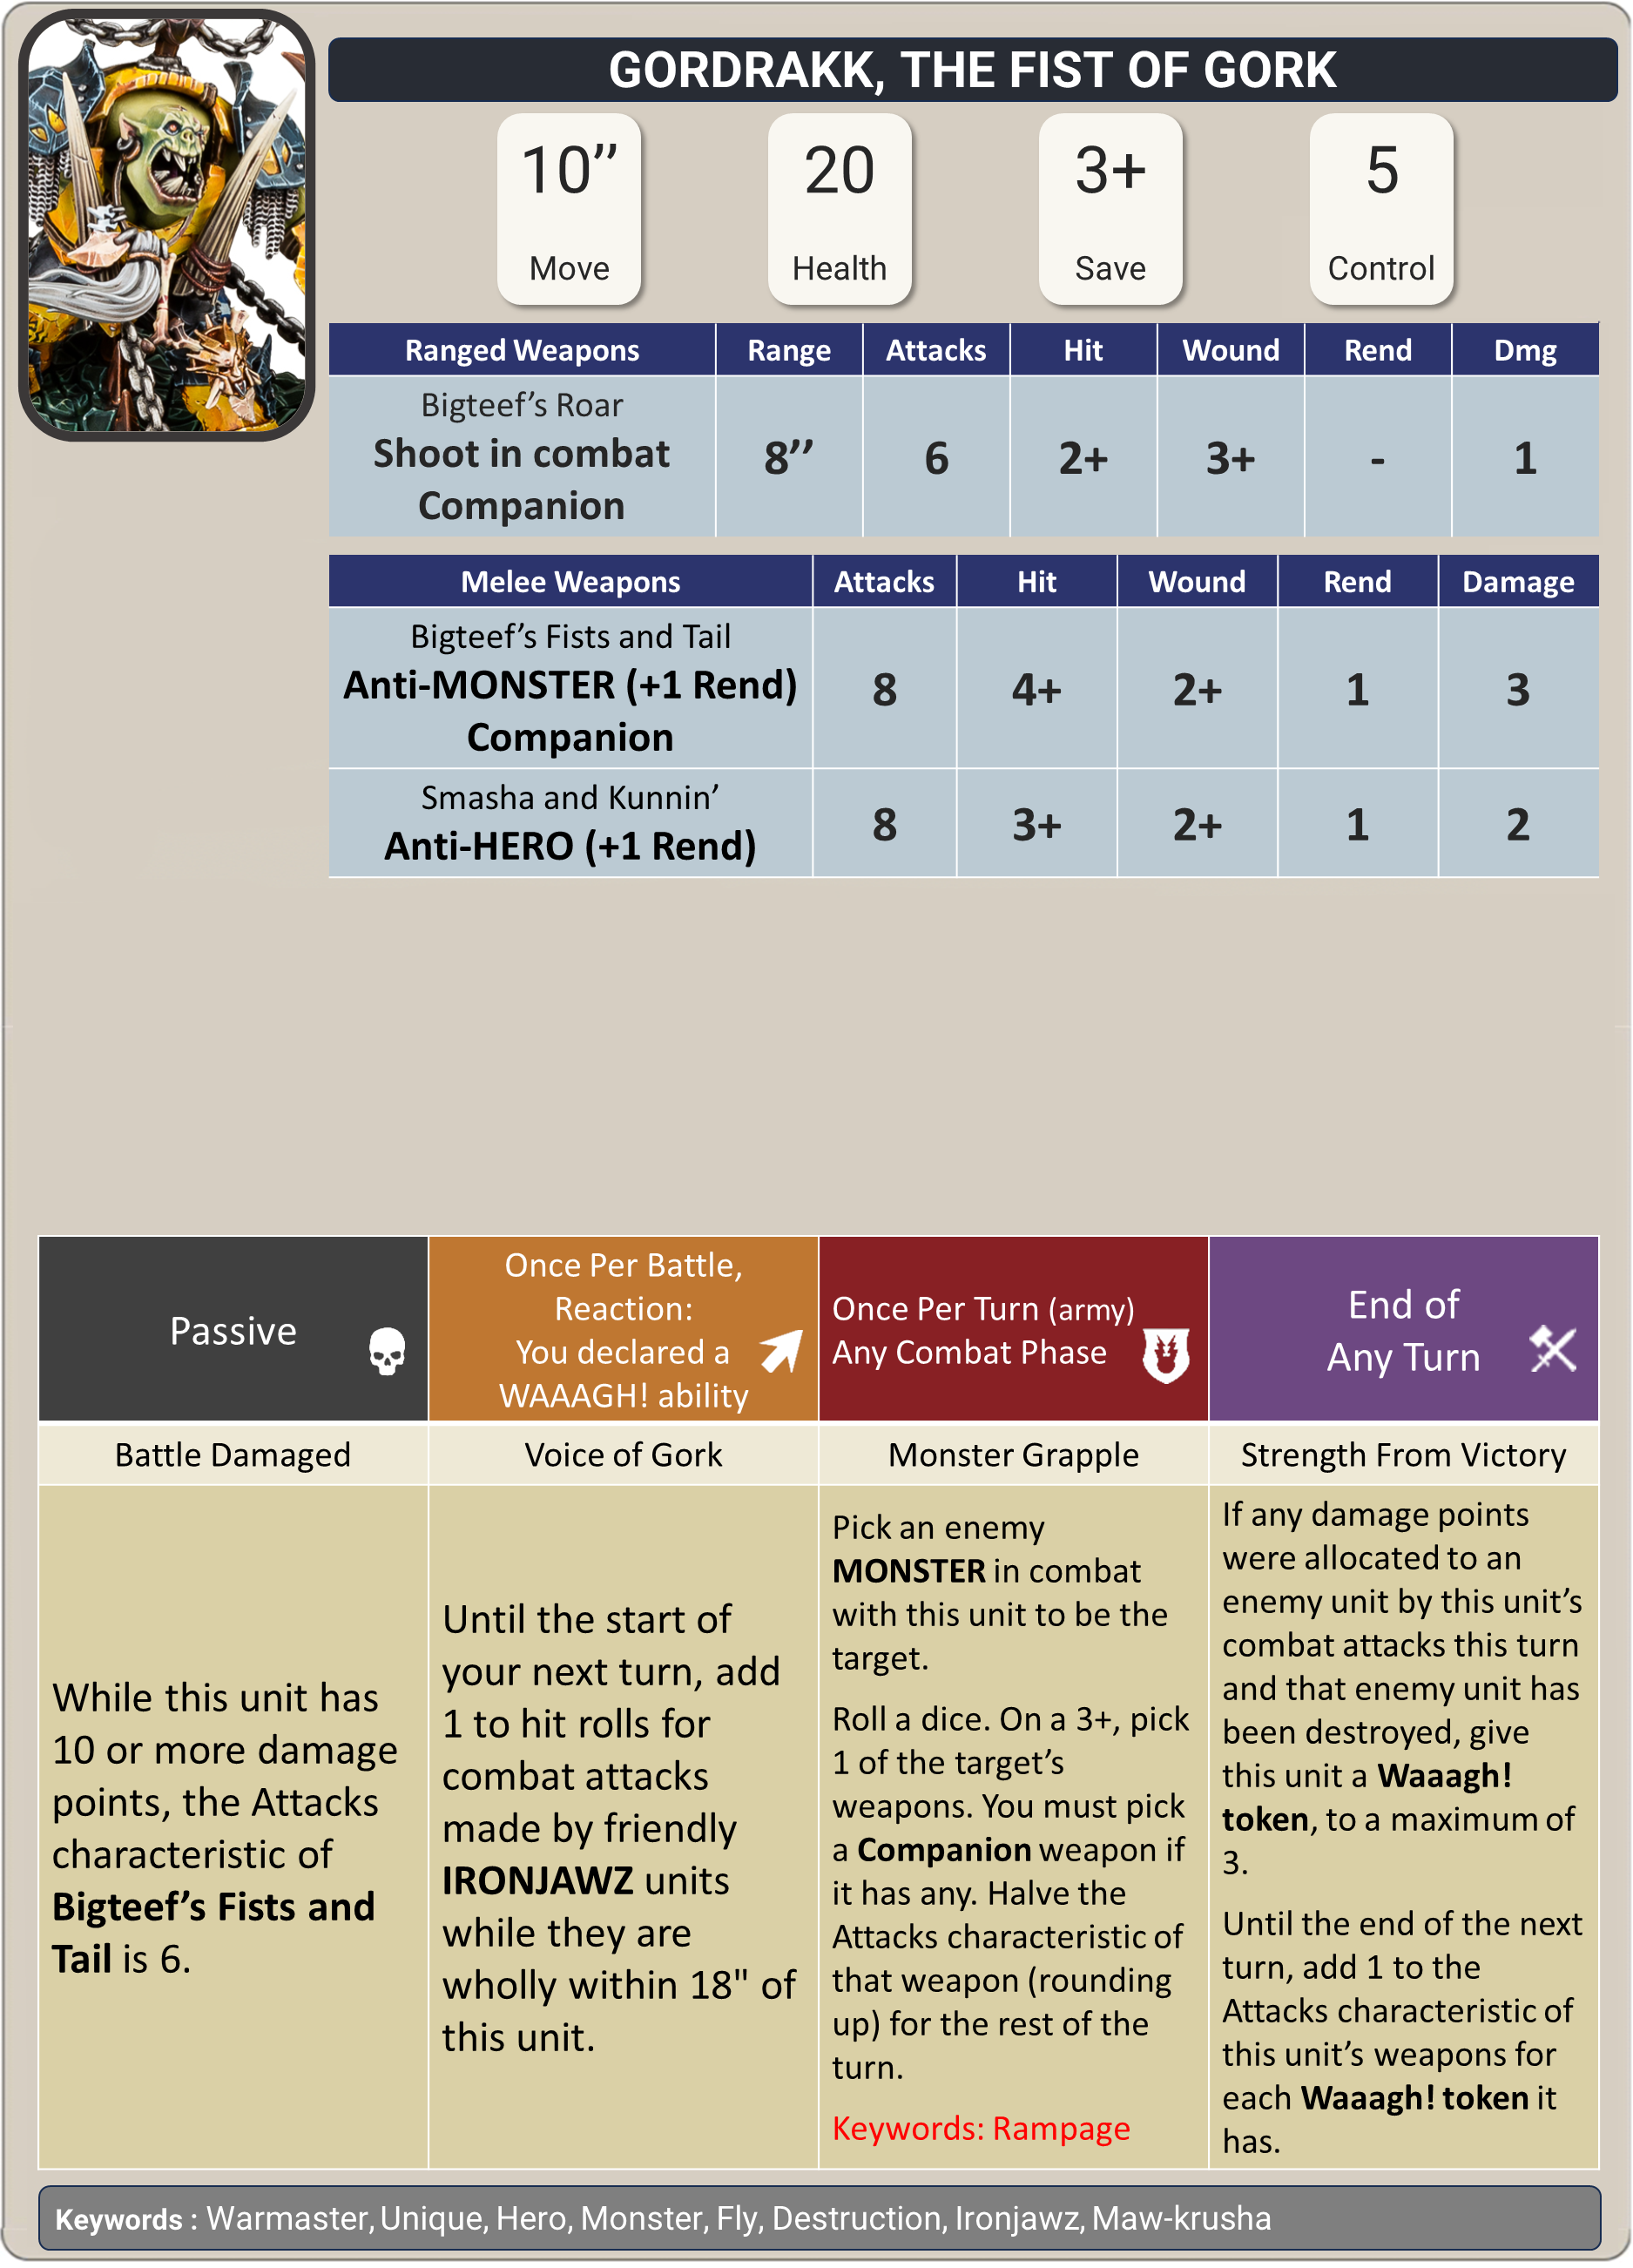 GORDRAKK, THE FIST OF GORK
10’’ 20 3+ 5
Move Health Save Control
Ranged Weapons Range Attacks Hit Wound Rend Dmg
Bigteef’s Roar
Shoot in combat 8’’ 6 2+ 3+ - 1
Companion
Melee Weapons Attacks Hit Wound Rend Damage
Bigteef’s Fists and Tail
Anti-MONSTER (+1 Rend) 8 4+ 2+ 1 3
Companion
Smasha and Kunnin’
Anti-HERO (+1 Rend) 8 3+ 2+ 1 2
Passive
Battle Damaged
While this unit has
10 or more damage
points, the Attacks
characteristic of
Bigteef’s Fists and
Tail is 6.
Once Per Battle,
Reaction:
You declared a
WAAAGH! ability
Voice of Gork
Until the start of
your next turn, add
1 to hit rolls for
combat attacks
made by friendly
IRONJAWZ units
while they are
wholly within 18" of
this unit.
Once Per Turn (army)
Any Combat Phase
Monster Grapple
Pick an enemy
MONSTER in combat
with this unit to be the
target.
Roll a dice. On a 3+, pick
1 of the target’s
weapons. You must pick
a Companion weapon if
it has any. Halve the
Attacks characteristic of
that weapon (rounding
up) for the rest of the
turn.
Keywords: Rampage
End of
Any Turn
Strength From Victory
If any damage points
were allocated to an
enemy unit by this unit’s
combat attacks this turn
and that enemy unit has
been destroyed, give
this unit a Waaagh!
token, to a maximum of
3.
Until the end of the next
turn, add 1 to the
Attacks characteristic of
this unit’s weapons for
each Waaagh! token it
has.
Keywords : Warmaster, Unique, Hero, Monster, Fly, Destruction, Ironjawz, Maw-krusha